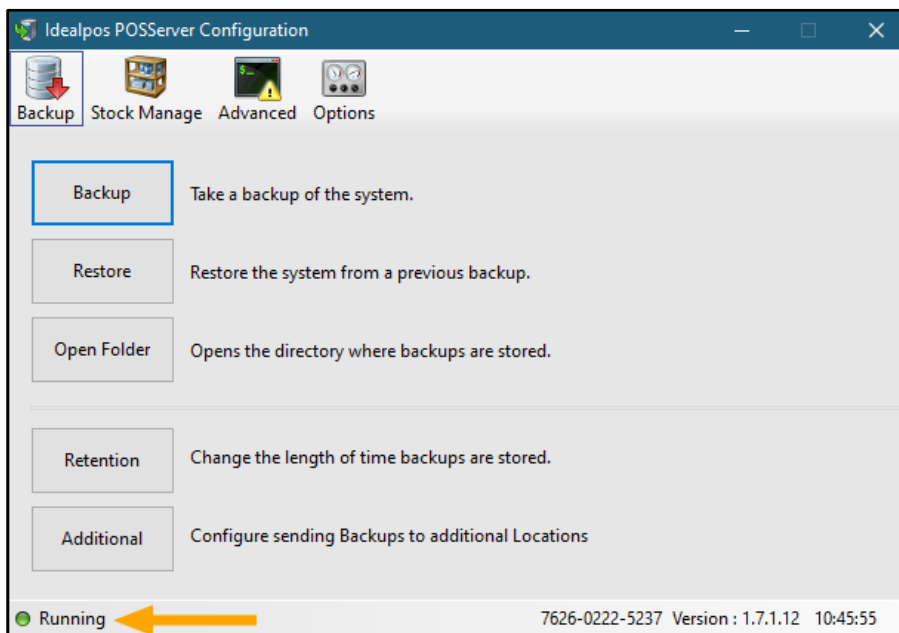 Idealpos POSServer Configuration
Backup Stock Manage Advanced Options
Backup Take a backup of the system.
Restore Restore the system from a previous backup.
Open Folder Opens the directory where backups are stored.
Retention Change the length of time backups are stored.
Additional Configure sending Backups to additional Locations
Running 7626-0222-5237 Version : 1.7.1.12 10:45:55